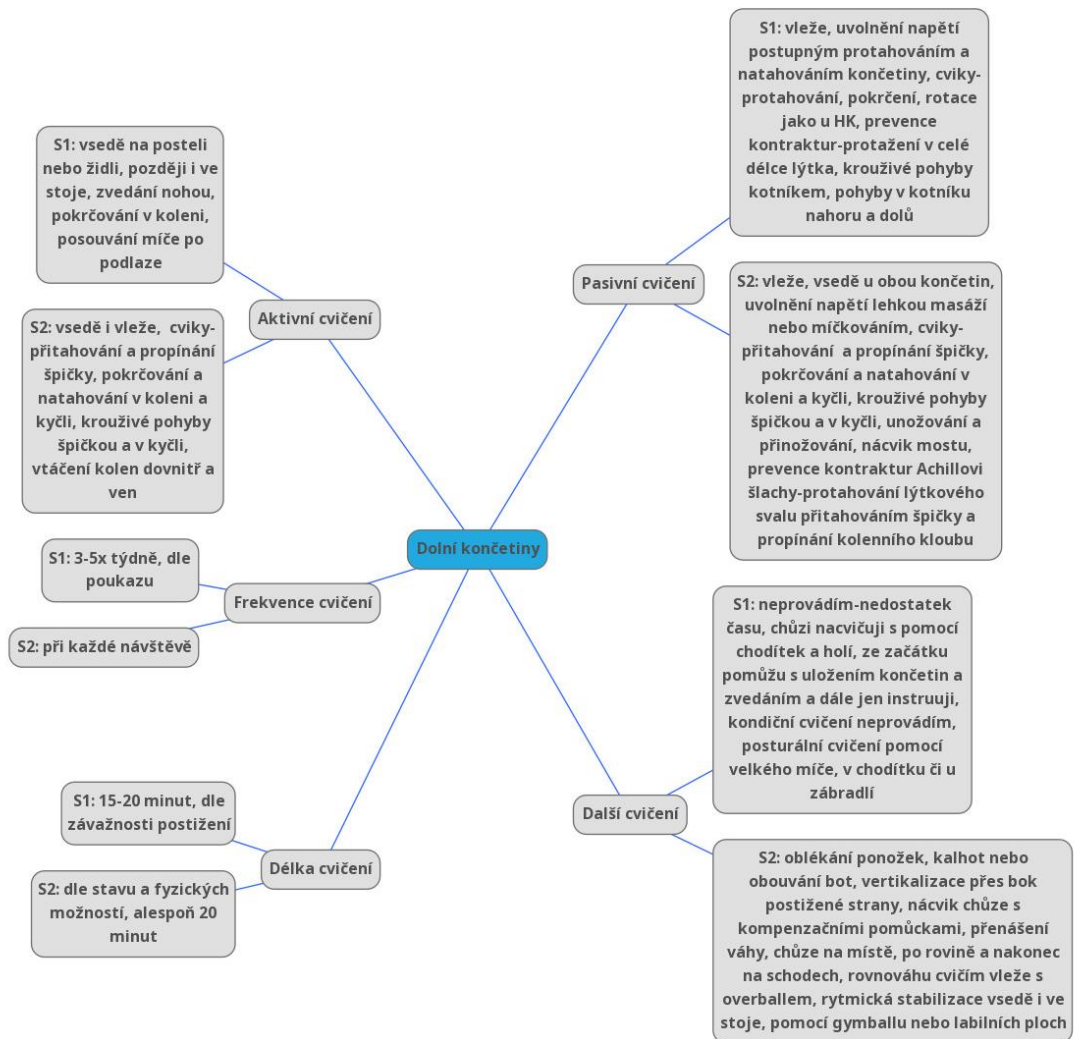 S1: vleže, uvolnění napětí
postupným protahováním a
natahováním končetiny, cviky-
protahování, pokrčení, rotace
jako u HK, prevence
kontraktur-protažení v celé
délce lýtka, krouživé pohyby
kotníkem, pohyby v kotníku
nahoru a dolů
S1: vsedě na posteli
nebo židli, později i ve
stoje, zvedání nohou,
pokrčování v koleni,
posouvání míče po
podlaze
Pasivní cvičení
Aktivní cvičení
S2: vleže, vsedě u obou končetin,
uvolnění napětí lehkou masáží
nebo míčkováním, cviky-
přitahování  a propínání špičky,
pokrčování a natahování v
koleni a kyčli, krouživé pohyby
špičkou a v kyčli, unožování a
přinožování, nácvik mostu,
prevence kontraktur Achillovi
šlachy-protahování lýtkového
svalu přitahováním špičky a
propínání kolenního kloubu
S2: vsedě i vleže,  cviky-
přitahování a propínání
špičky, pokrčování a
natahování v koleni a
kyčli, krouživé pohyby
špičkou a v kyčli,
vtáčení kolen dovnitř a
ven
Dolní končetiny
S1: 3-5x týdně, dle
poukazu
Frekvence cvičení
S2: při každé návštěvě
S1: neprovádím-nedostatek
času, chůzi nacvičuji s pomocí
chodítek a holí, ze začátku
pomůžu s uložením končetin a
zvedáním a dále jen instruuji,
kondiční cvičení neprovádím,
posturální cvičení pomocí
velkého míče, v chodítku či u
zábradlí
S1: 15-20 minut, dle
závažnosti postižení
Další cvičení
Délka cvičení
S2: dle stavu a fyzických
možností, alespoň 20
minut
S2: oblékání ponožek, kalhot nebo
obouvání bot, vertikalizace přes bok
postižené strany, nácvik chůze s
kompenzačními pomůckami, přenášení
váhy, chůze na místě, po rovině a nakonec
na schodech, rovnováhu cvičím vleže s
overballem, rytmická stabilizace vsedě i ve
stoje, pomocí gymballu nebo labilních ploch